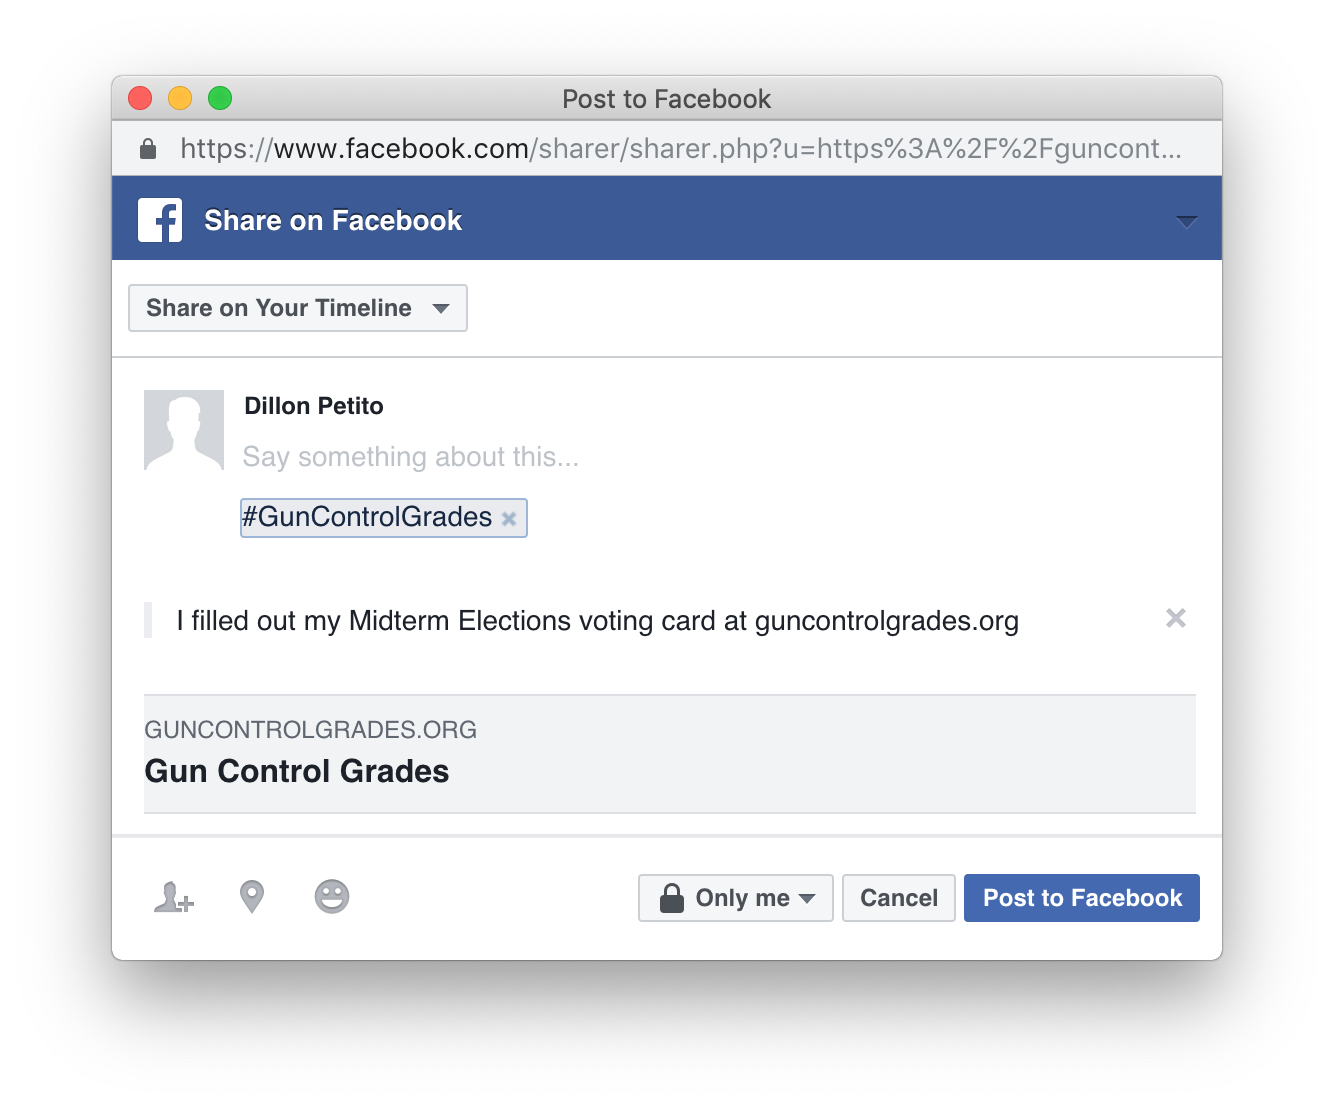 Post to Facebook
https://www.facebook.com/sharer/sharer.php?u=https%3A%2F%2Fguncont...
Share on Facebook
Share on Your Timeline
Dillon Petito
Say something about this...
#GunControlGrades
I filled out my Midterm Elections voting card at guncontrolgrades.org
GUNCONTROLGRADES.ORG
Gun Control Grades
Only me Cancel Post to Facebook